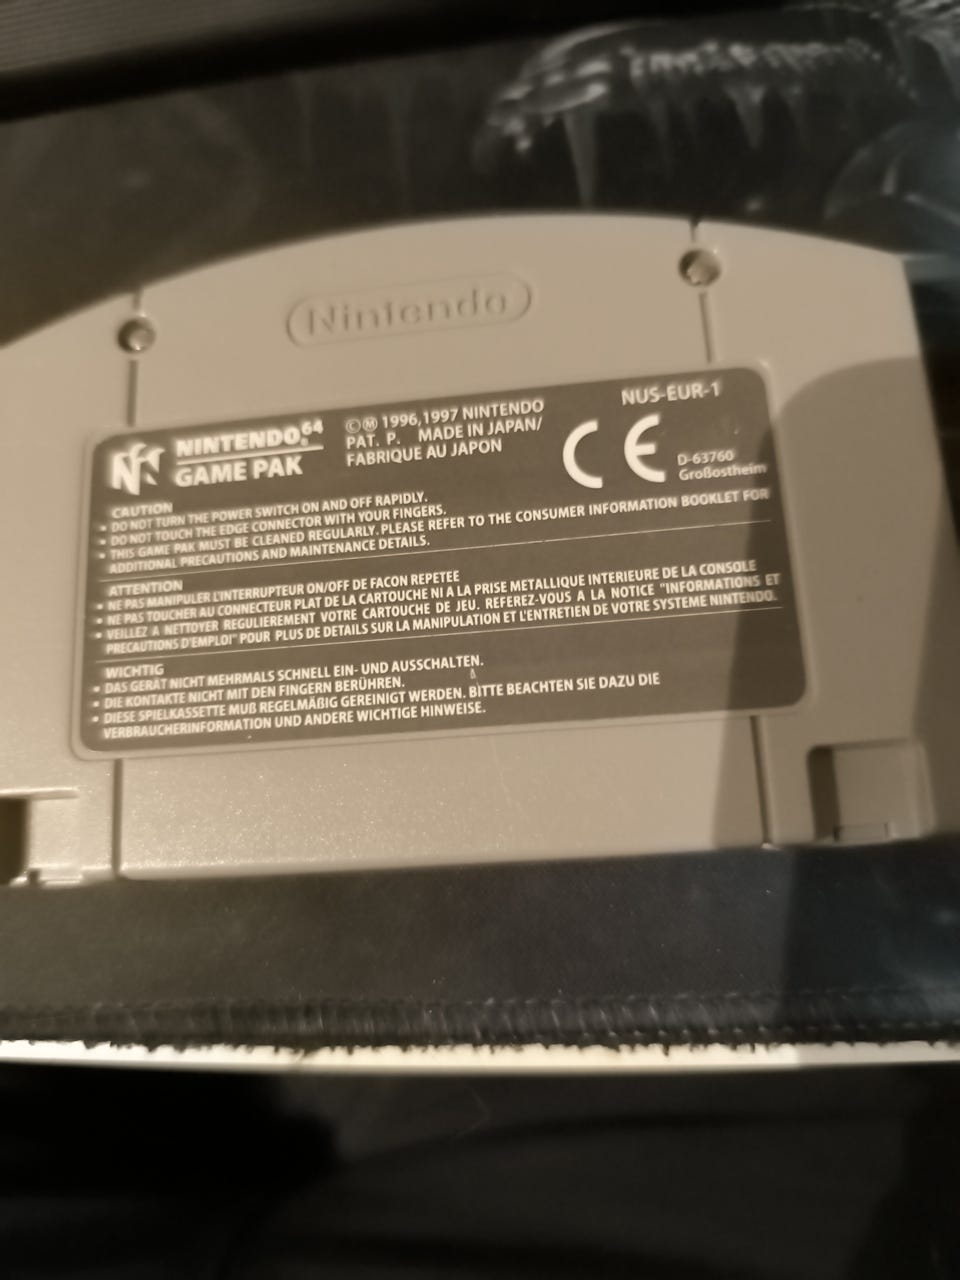 Nintendo
NINTENDO 64
GAME PAK
©Ⓜ 1996,1997 NINTENDO
PAT. P. MADE IN JAPAN/
FABRIQUE AU JAPON
NUS-EUR-1
CE
D-63760
Großostheim
CAUTION
• DO NOT TURN THE POWER SWITCH ON AND OFF RAPIDLY.
• DO NOT TOUCH THE EDGE CONNECTOR WITH YOUR FINGERS.
• THIS GAME PAK MUST BE CLEANED REGULARLY. PLEASE REFER TO THE CONSUMER INFORMATION BOOKLET FOR
ADDITIONAL PRECAUTIONS AND MAINTENANCE DETAILS.
ATTENTION
• NE PAS MANIPULER L'INTERRUPTEUR ON/OFF DE FACON REPETEE
• NE PAS TOUCHER AU CONNECTEUR PLAT DE LA CARTOUCHE NI A LA PRISE METALLIQUE INTERIEURE DE LA CONSOLE
• VEILLEZ A NETTOYER REGULIEREMENT VOTRE CARTOUCHE DE JEU. REFEREZ-VOUS A LA NOTICE "INFORMATIONS ET
PRECAUTIONS D'EMPLOI" POUR PLUS DE DETAILS SUR LA MANIPULATION ET L'ENTRETIEN DE VOTRE SYSTEME NINTENDO.
WICHTIG
• DAS GERÄT NICHT MEHRMALS SCHNELL EIN- UND AUSSCHALTEN.
• DIE KONTAKTE NICHT MIT DEN FINGERN BERÜHREN.
• DIESE SPIELKASSETTE MUß REGELMÄßIG GEREINIGT WERDEN. BITTE BEACHTEN SIE DAZU DIE
VERBRAUCHERINFORMATION UND ANDERE WICHTIGE HINWEISE.